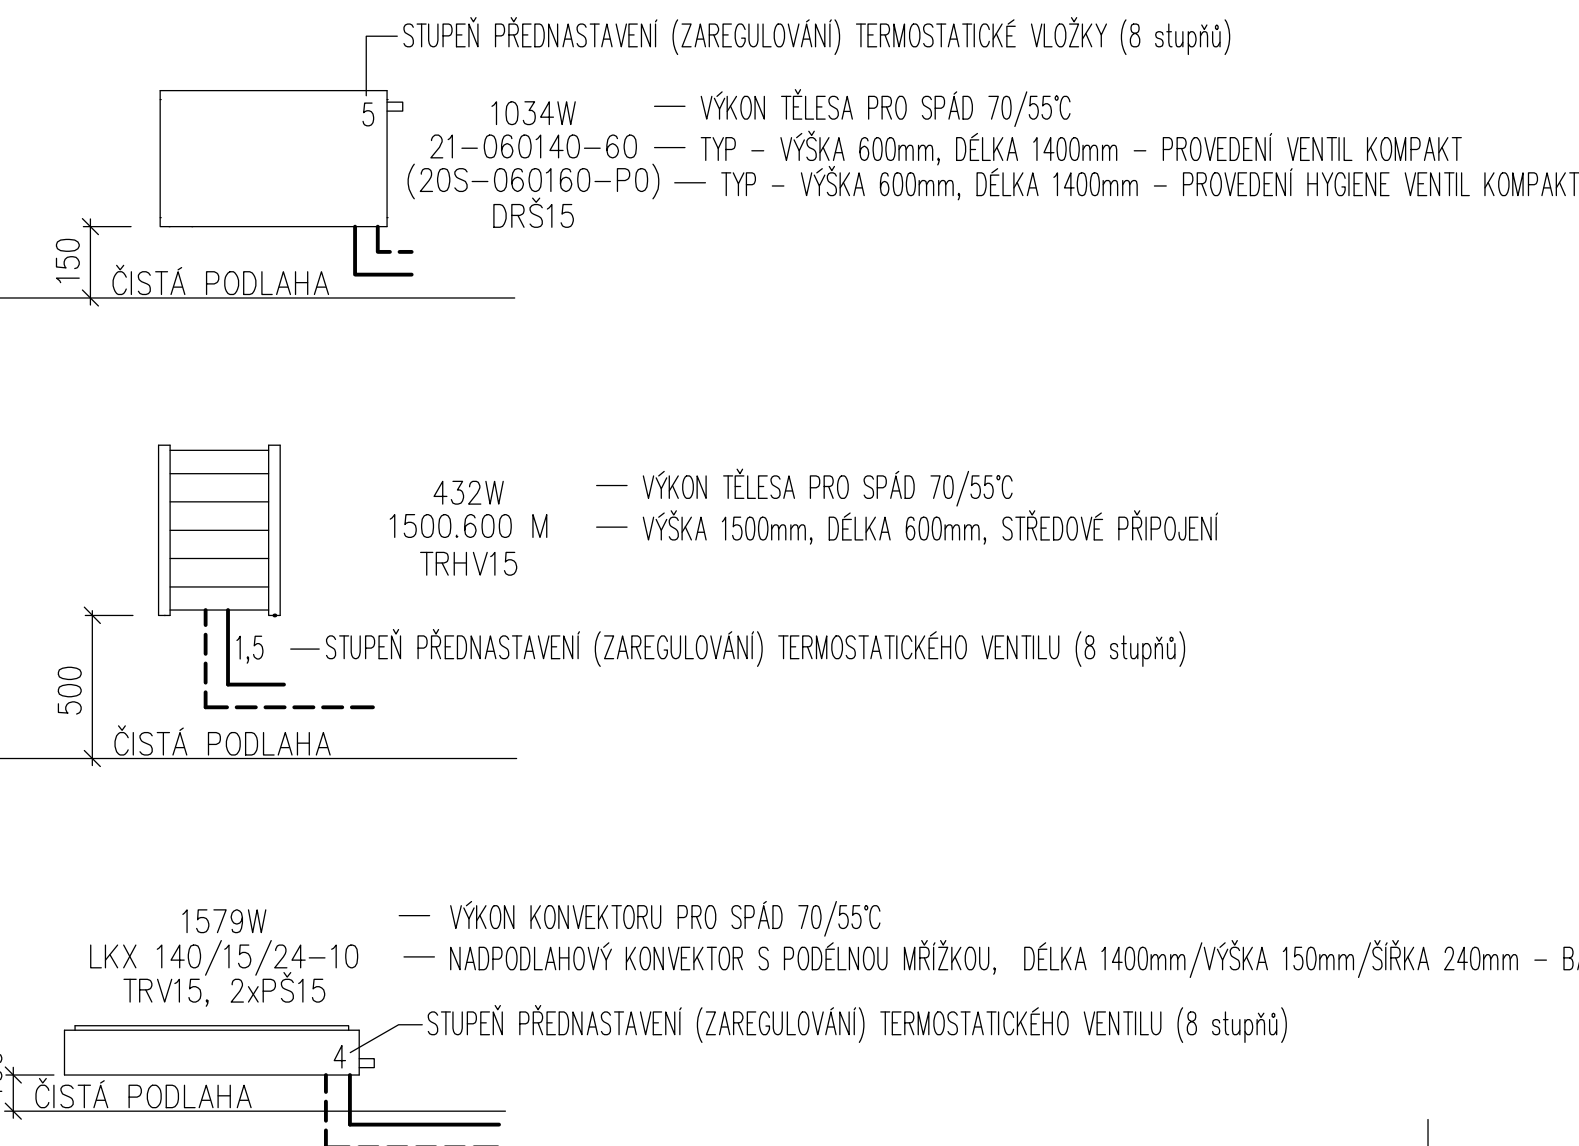 STUPEŇ PŘEDNASTAVENÍ (ZAREGULOVÁNÍ) TERMOSTATICKÉ VLOŽKY (8 stupňů)
5
1034W — VÝKON TĚLESA PRO SPÁD 70/55°C
21-060140-60 — TYP - VÝŠKA 600mm, DÉLKA 1400mm - PROVEDENÍ VENTIL KOMPAKT
(20S-060160-P0) — TYP - VÝŠKA 600mm, DÉLKA 1400mm - PROVEDENÍ HYGIENE VENTIL KOMPAKT
DRŠ15
150
ČISTÁ PODLAHA
432W — VÝKON TĚLESA PRO SPÁD 70/55°C
1500.600 M — VÝŠKA 1500mm, DÉLKA 600mm, STŘEDOVÉ PŘIPOJENÍ
TRHV15
1,5 — STUPEŇ PŘEDNASTAVENÍ (ZAREGULOVÁNÍ) TERMOSTATICKÉHO VENTILU (8 stupňů)
500
ČISTÁ PODLAHA
1579W — VÝKON KONVEKTORU PRO SPÁD 70/55°C
LKX 140/15/24-10 — NADPODLAHOVÝ KONVEKTOR S PODÉLNOU MŘÍŽKOU, DÉLKA 1400mm/VÝŠKA 150mm/ŠÍŘKA 240mm -
TRV15, 2xPŠ15
STUPEŇ PŘEDNASTAVENÍ (ZAREGULOVÁNÍ) TERMOSTATICKÉHO VENTILU (8 stupňů)
4
ČISTÁ PODLAHA